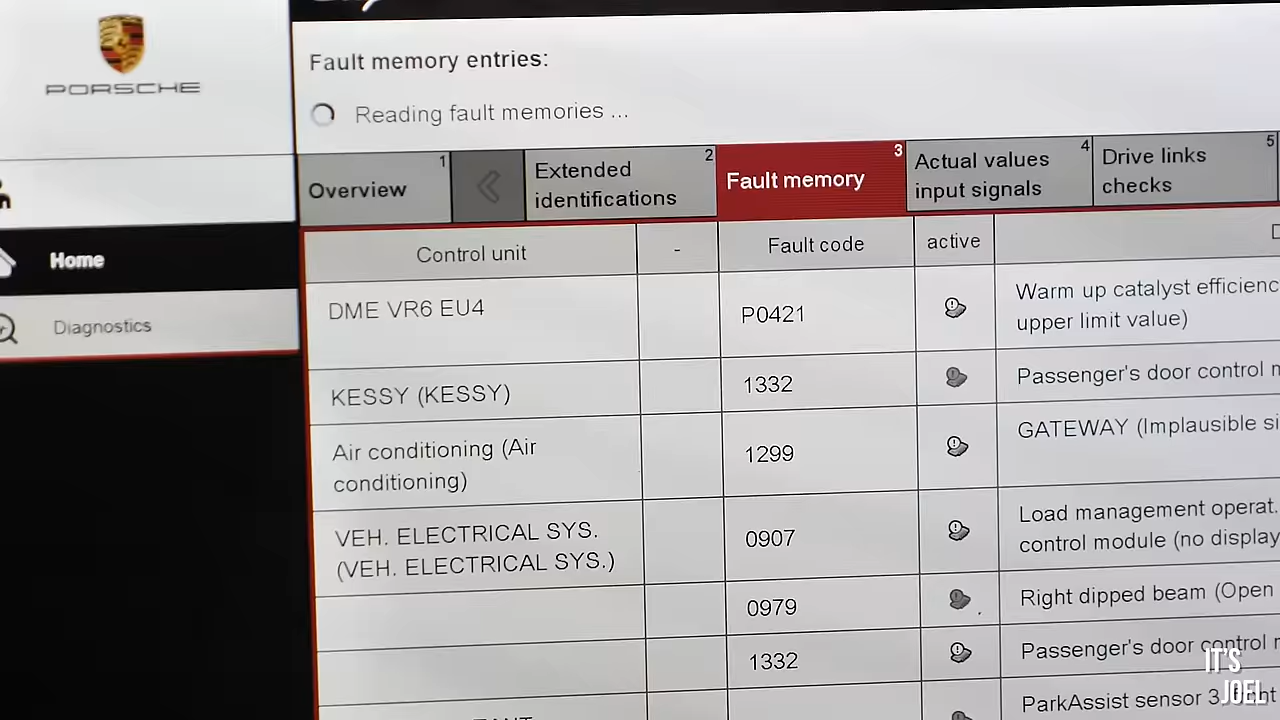 PORSCHE
Home
Diagnostics
Fault memory entries:
Reading fault memories ...
Overview
1
Extended
identifications
2
Fault memory
3
Actual values
input signals
4
Drive links
checks
5
Control unit
-
Fault code
active
DME VR6 EU4
P0421
Warm up catalyst
upper limit value)
KESSY (KESSY)
1332
Passenger's door control
Air conditioning (Air
conditioning)
1299
GATEWAY (Implausible
VEH. ELECTRICAL SYS.
(VEH. ELECTRICAL SYS.)
0907
Load management operat.
control module (no display
0979
Right dipped beam (Open
1332
Passenger's door control
ParkAssist sensor 3,
IT'S
JOEL